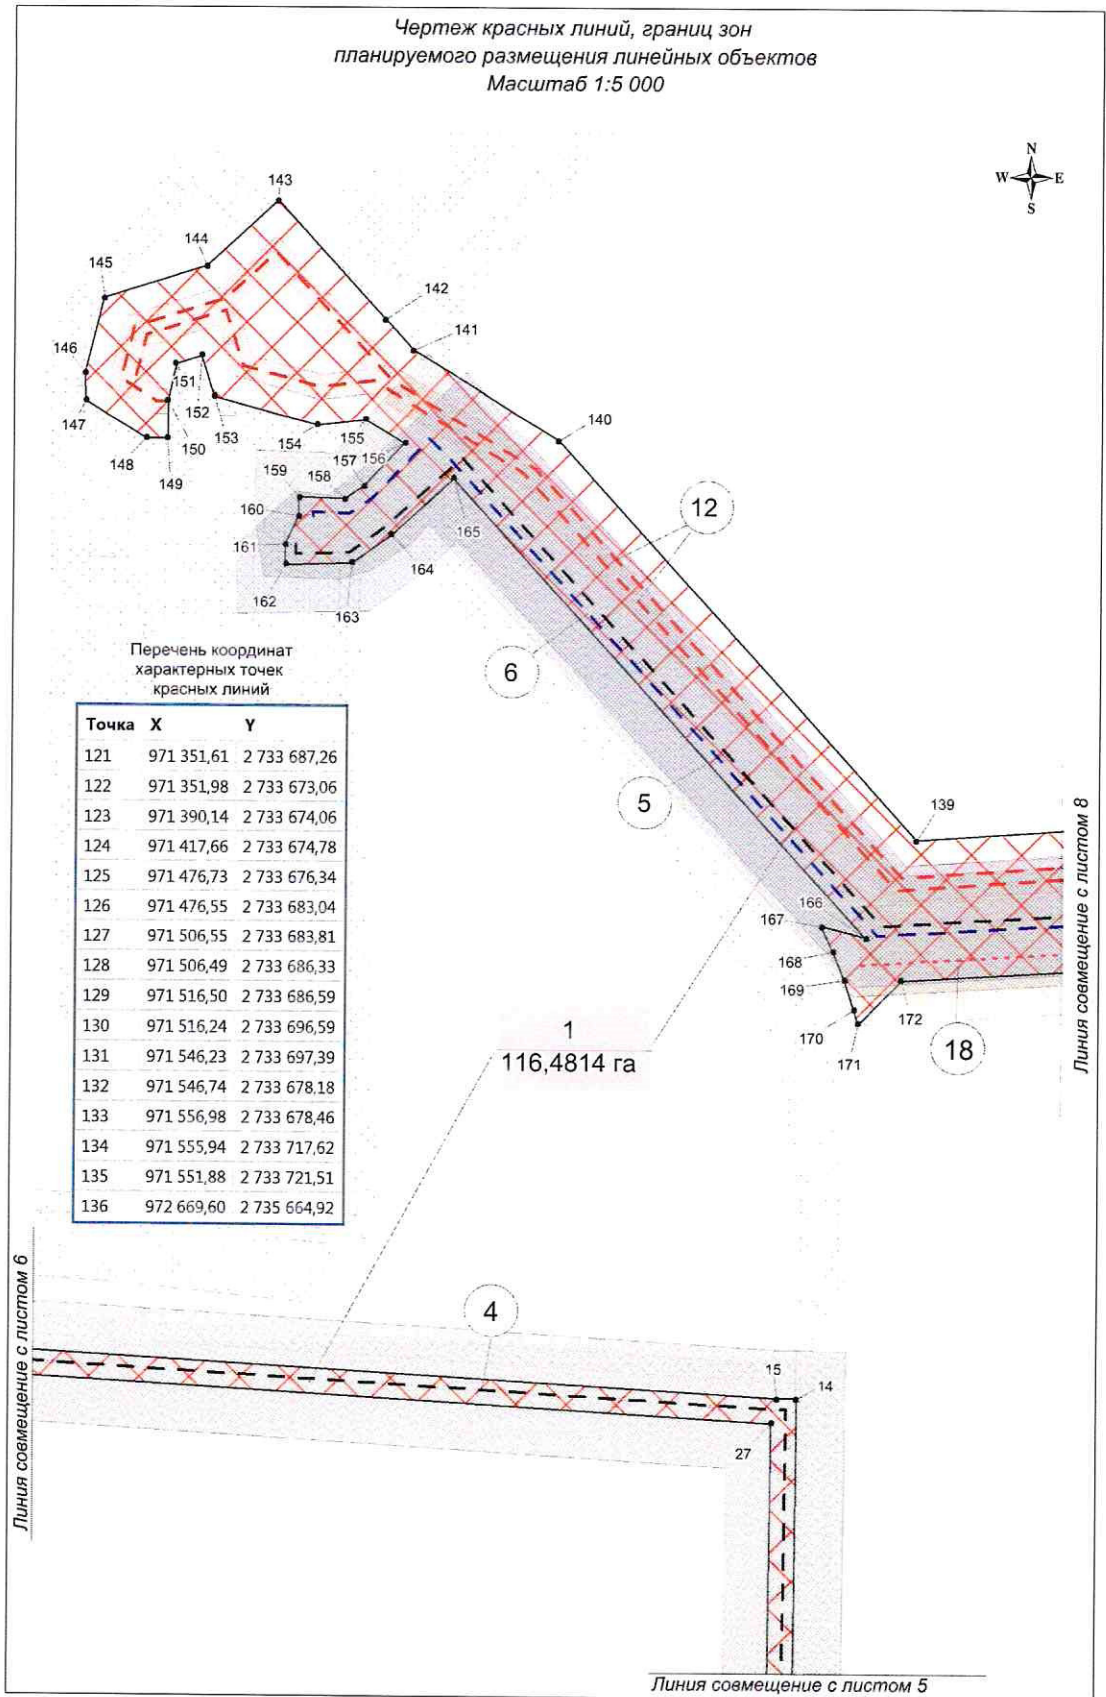 Чертеж красных линий, границ зон
планируемого размещения линейных объектов
Масштаб 1:5 000
N
W E
S
143
144
145
142
141
146
151
140
147
152
150
153
148
154
155
149
156
157
159
158
12
160
165
161
164
162
163
6
Перечень координат
характерных точек
красных линий
Точка X Y
121 971 351,61 2 733 687,26
122 971 351,98 2 733 673,06
123 971 390,14 2 733 674,06
124 971 417,66 2 733 674,78
125 971 476,73 2 733 676,34
126 971 476,55 2 733 683,04
127 971 506,55 2 733 683,81
128 971 506,49 2 733 686,33
129 971 516,50 2 733 686,59
130 971 516,24 2 733 696,59
131 971 546,23 2 733 697,39
132 971 546,74 2 733 678,18
133 971 556,98 2 733 678,46
134 971 555,94 2 733 717,62
135 971 551,88 2 733 721,51
136 972 669,60 2 735 664,92
5
139
Линия совмещение с листом 8
166
167
168
169
172
170
171
18
1
116,4814 га
Линия совмещение с листом 6
4
15
14
27
Линия совмещение с листом 5